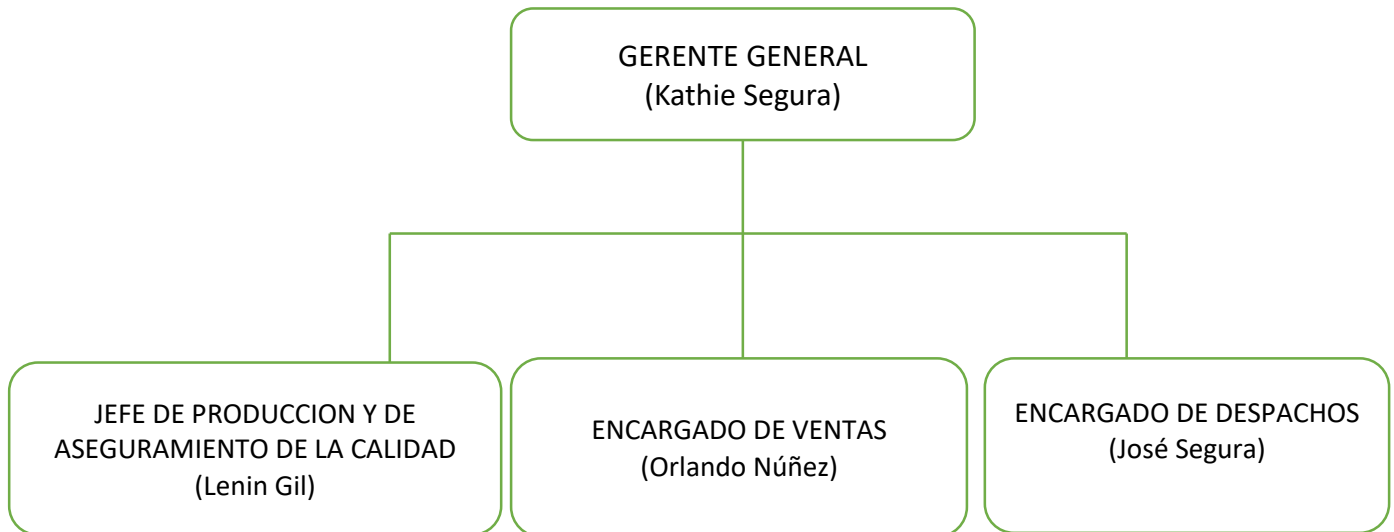 GERENTE GENERAL
(Kathie Segura)
JEFE DE PRODUCCION Y DE
ASEGURAMIENTO DE LA CALIDAD
(Lenin Gil)
ENCARGADO DE VENTAS
(Orlando Núñez)
ENCARGADO DE DESPACHOS
(José Segura)